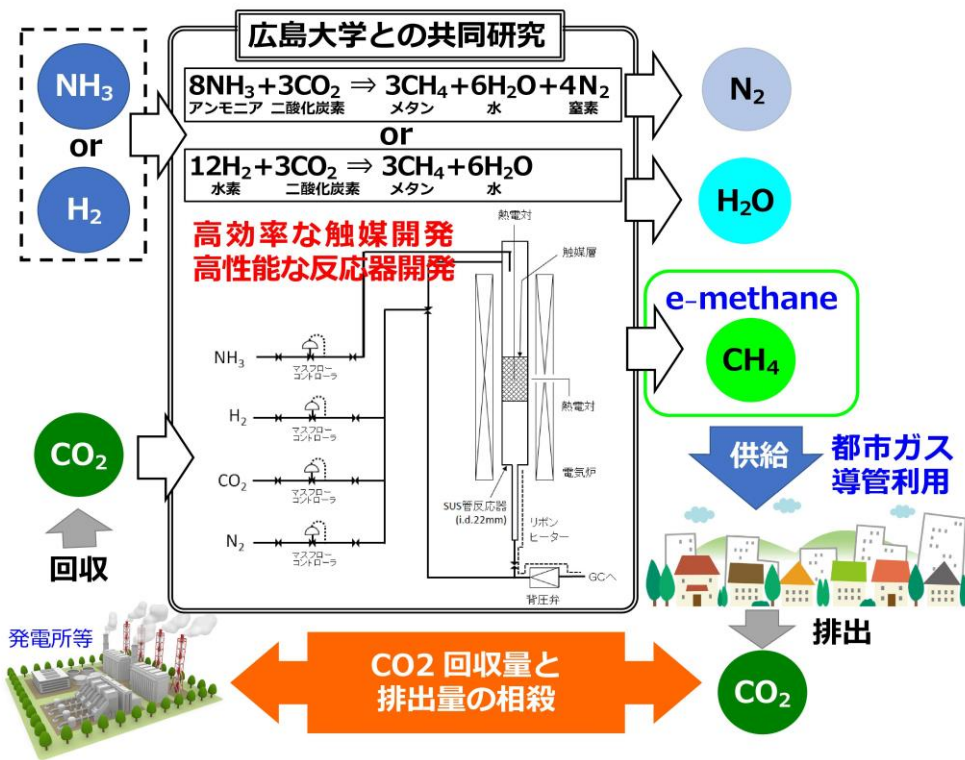 広島大学との共同研究
NH₃
or
H₂
8NH₃+3CO₂ ⇒ 3CH₄+6H₂O+4N₂
アンモニア 二酸化炭素 メタン 水 窒素
or
12H₂+3CO₂ ⇒ 3CH₄+6H₂O
水素 二酸化炭素 メタン 水
N₂
H₂O
高効率な触媒開発
高性能な反応器開発
熱電対
触媒層
e-methane
CH₄
NH₃
マスフロー
コントローラ
H₂
マスフロー
コントローラ
CO₂
マスフロー
コントローラ
N₂
マスフロー
コントローラ
熱電対
電気炉
SUS管反応器
(i.d.22mm)
リボン
ヒーター
GCへ
背圧弁
CO₂
回収
発電所等
供給
都市ガス
導管利用
排出
CO₂
CO2 回収量と
排出量の相殺